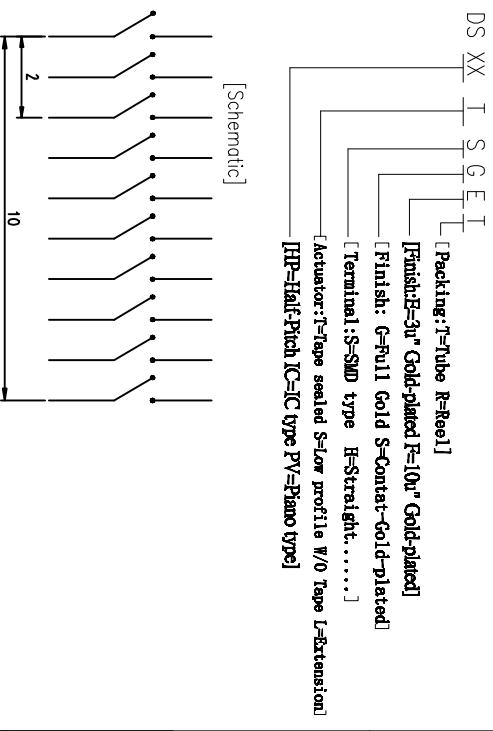 DS XX T S G E T
[Packing:T=Tube R=Reel]
[Finish:E=3u" Gold-plated F=10u" Gold-plated]
[Finish: G=Full Gold S=Contat-Gold-plated]
[Terminal:S=SMD type H=Straight......]
[Actuator:T=Tape sealed S=Low profile W/O Tape L=Extension]
[HP=Half-Pitch IC=IC type PV=Piano type]
[Schematic]
2
10